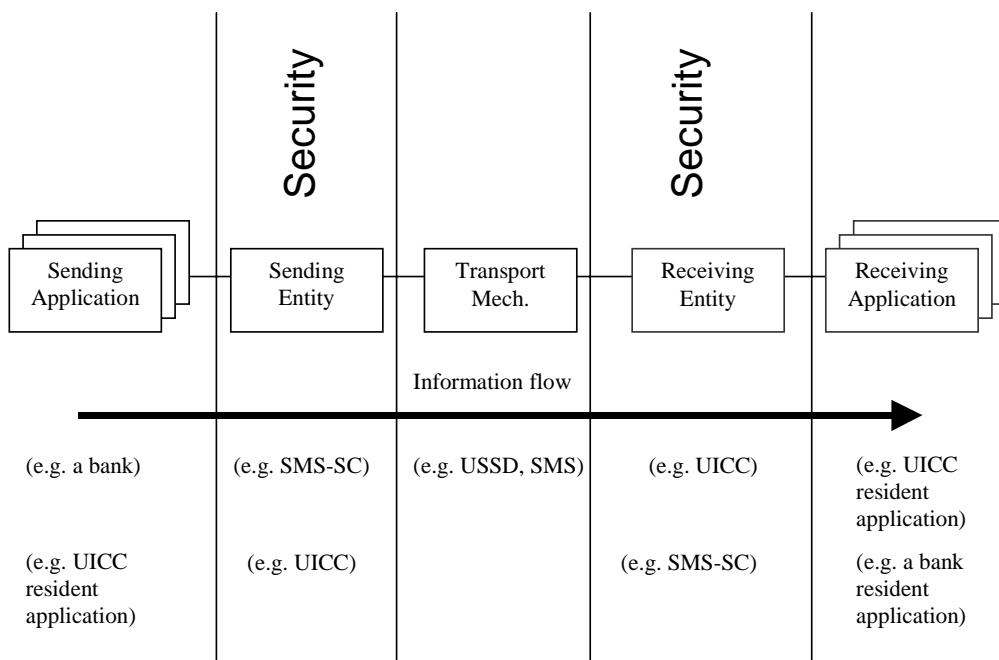 Security
Security
Sending
Application
Sending
Entity
Transport
Mech.
Receiving
Entity
Receiving
Application
Information flow
(e.g. a bank)
(e.g. SMS-SC)
(e.g. USSD, SMS)
(e.g. UICC)
(e.g. UICC
resident
application)
(e.g. UICC
resident
application)
(e.g. UICC)
(e.g. SMS-SC)
(e.g. a bank
resident
application)